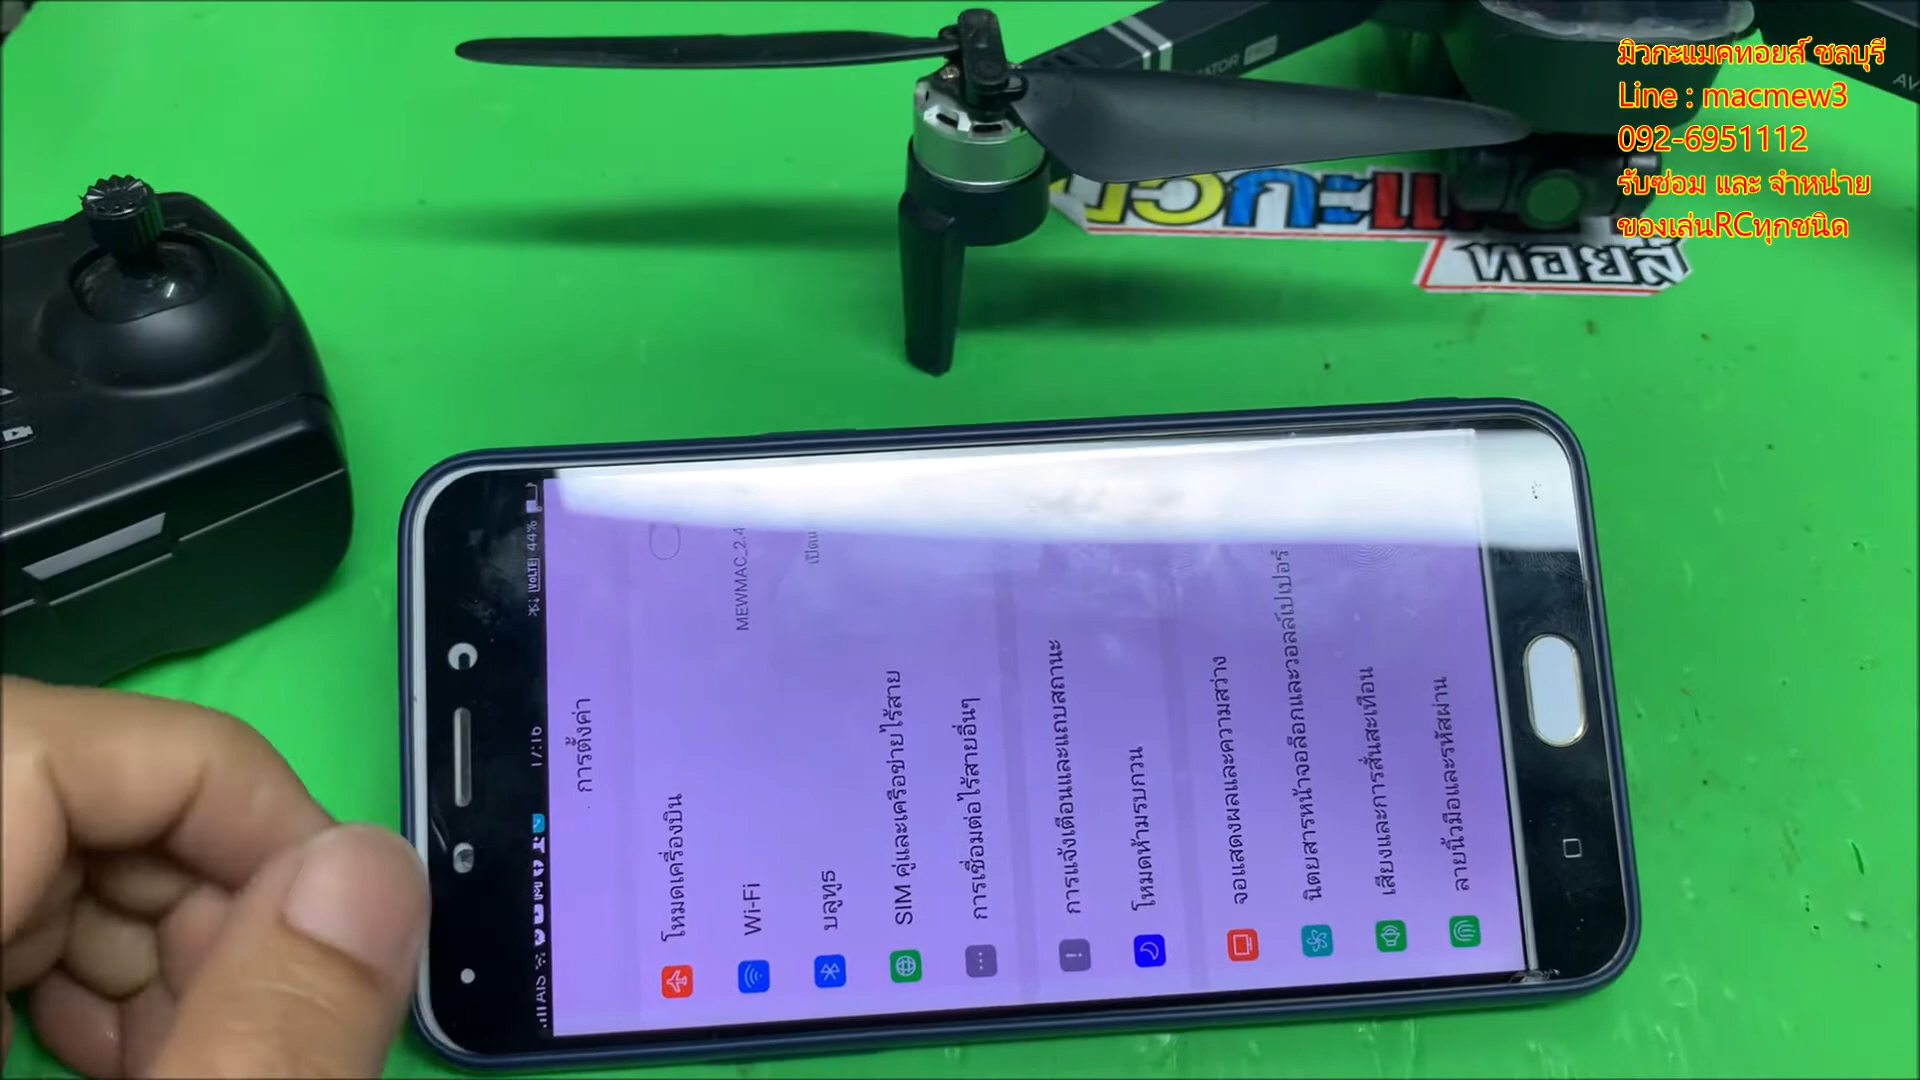 มิวกะแมคทอยส์ ชลบุรี
Line : macmew3
092-6951112
รับซ่อม และ จำหน่าย
ของเล่นRCทุกชนิด
ทอยส์
AIS
17:16
VoLTE 44%
การตั้งค่า
โหมดเครื่องบิน
Wi-Fi MEWMAC_2.4
บลูทูธ
SIM คู่และเครือข่ายไร้สาย
การเชื่อมต่อไร้สายอื่นๆ
การแจ้งเตือนและแถบสถานะ
โหมดห้ามรบกวน
จอแสดงผลและความสว่าง
นิตยสารหน้าจอล็อกและวอลล์เปเปอร์
เสียงและการสั่นสะเทือน
ลายนิ้วมือและรหัสผ่าน